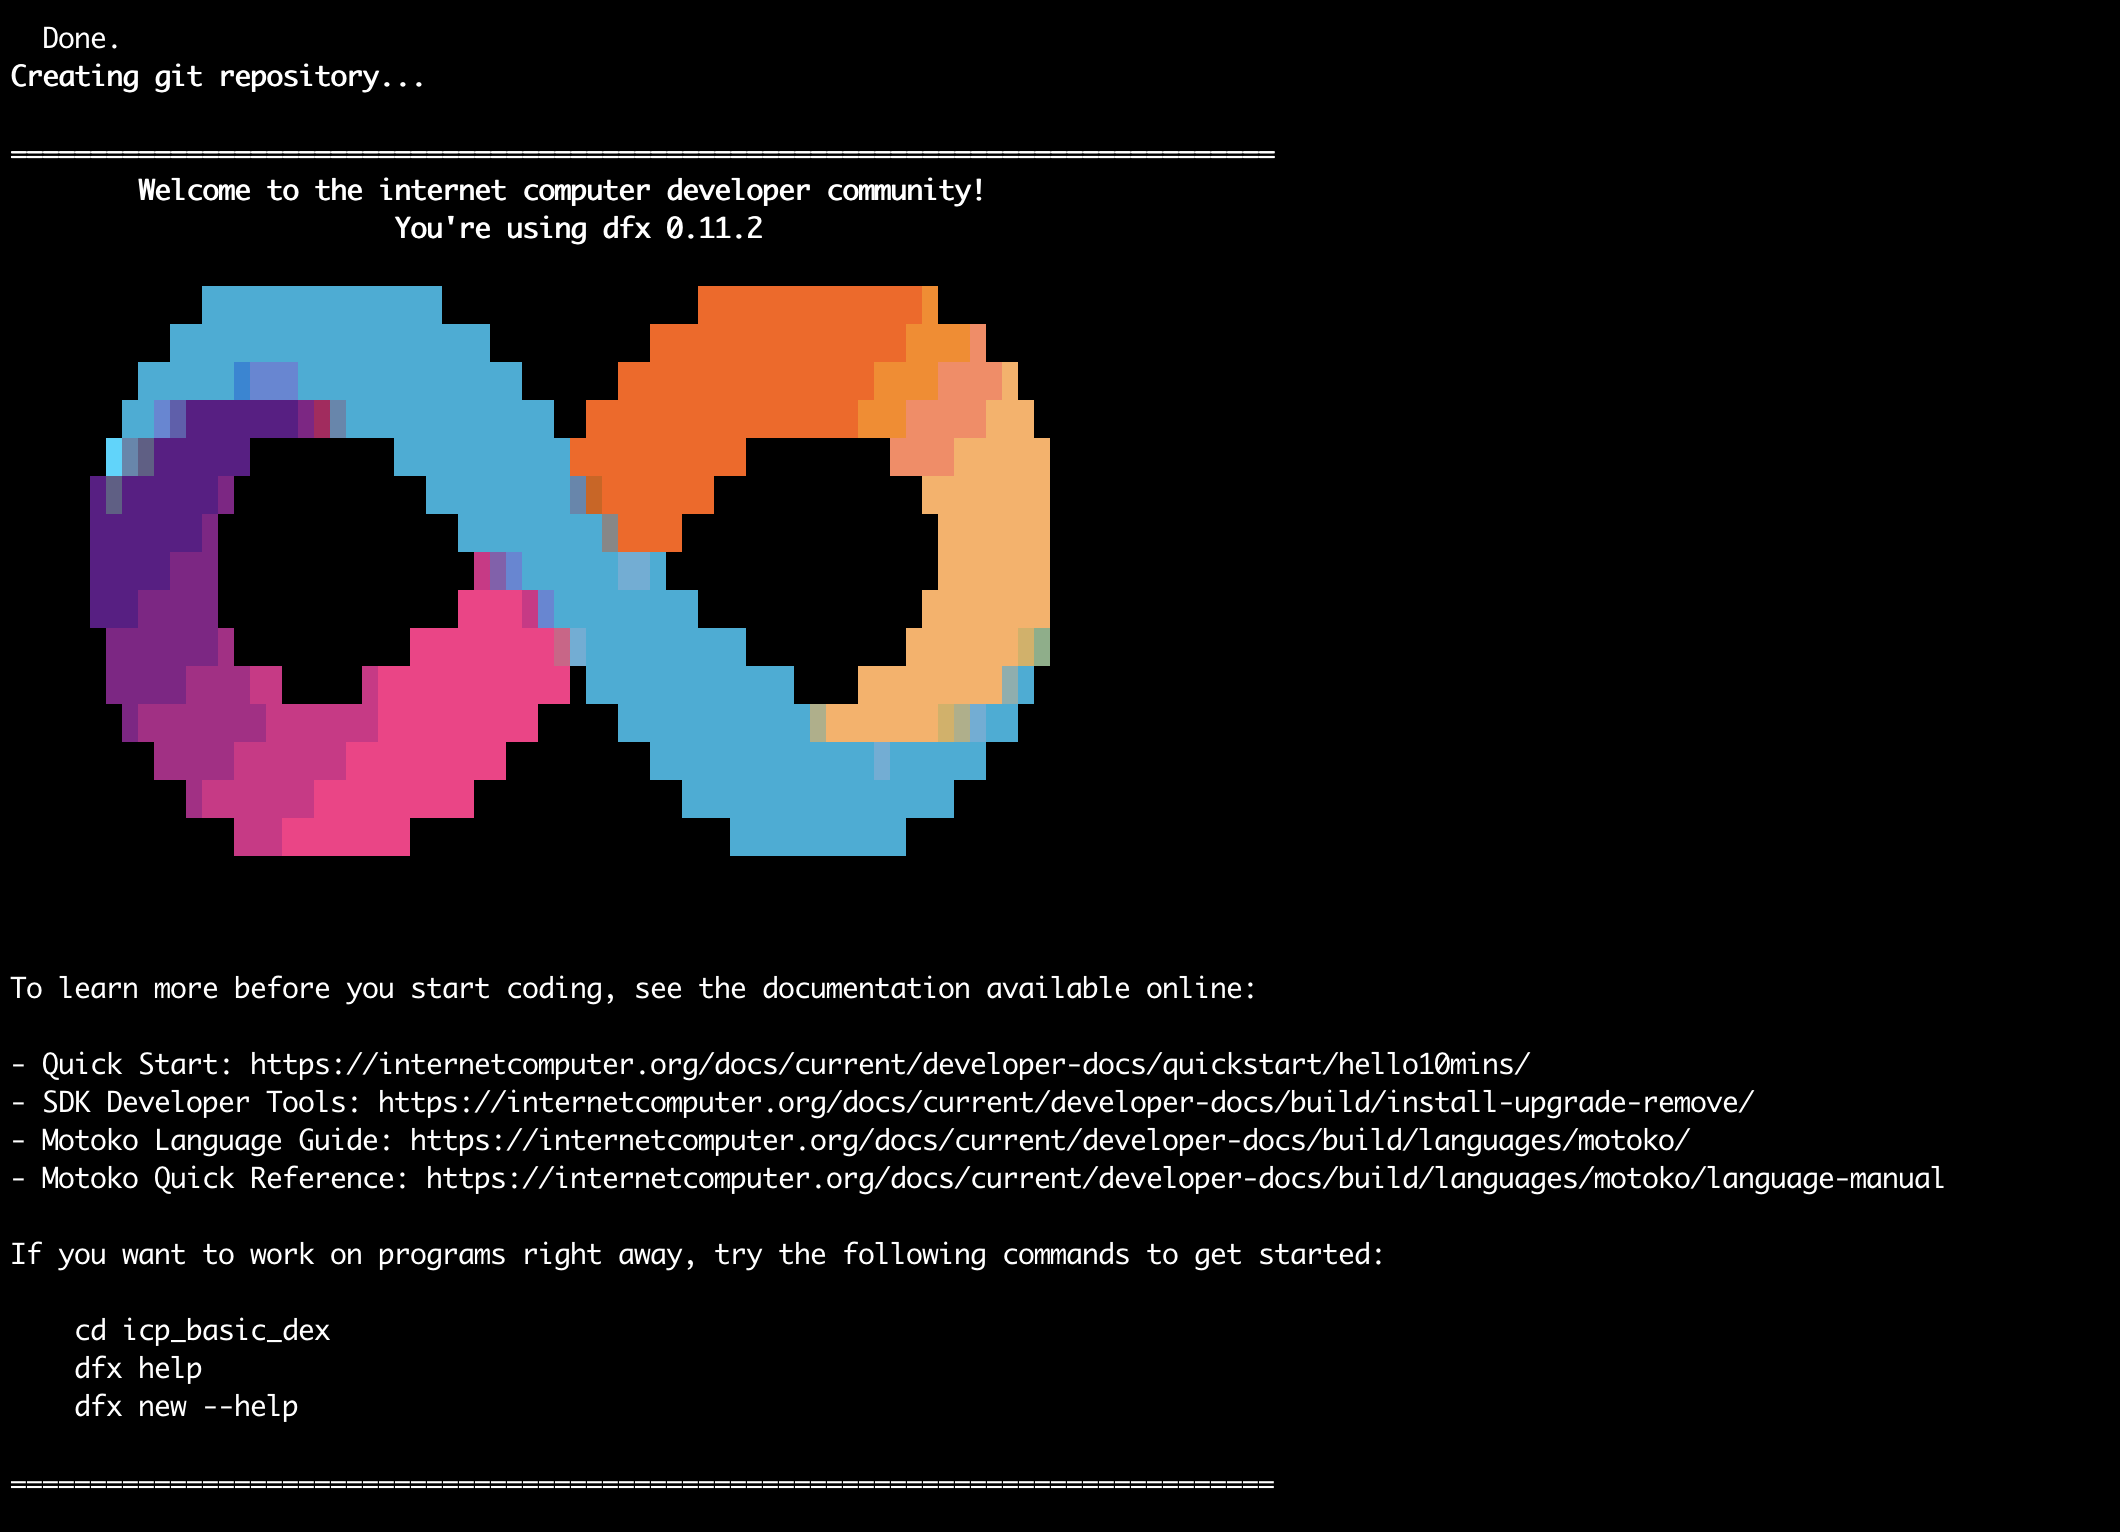 Done.
Creating git repository...
===============================================================================
Welcome to the internet computer developer community!
You're using dfx 0.11.2
To learn more before you start coding, see the documentation available online:
- Quick Start: https://internetcomputer.org/docs/current/developer-docs/quickstart/hello10mins/
- SDK Developer Tools: https://internetcomputer.org/docs/current/developer-docs/build/install-upgrade-remove/
- Motoko Language Guide: https://internetcomputer.org/docs/current/developer-docs/build/languages/motoko/
- Motoko Quick Reference: https://internetcomputer.org/docs/current/developer-docs/build/languages/motoko/language-manual
If you want to work on programs right away, try the following commands to get started:
cd icp_basic_dex
dfx help
dfx new --help
===============================================================================